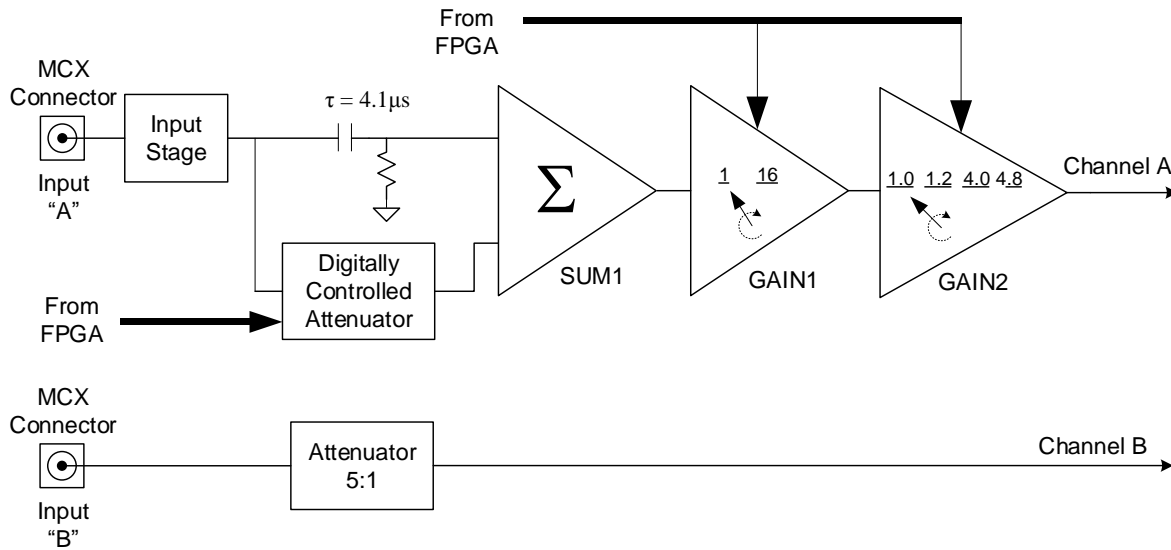 From
FPGA
MCX
Connector
Input
"A"
Input
Stage
τ = 4.1μs
Σ
SUM1
1 16
GAIN1
1.0 1.2 4.0 4.8
GAIN2
Channel A
Digitally
Controlled
Attenuator
From
FPGA
MCX
Connector
Input
“B”
Attenuator
5:1
Channel B